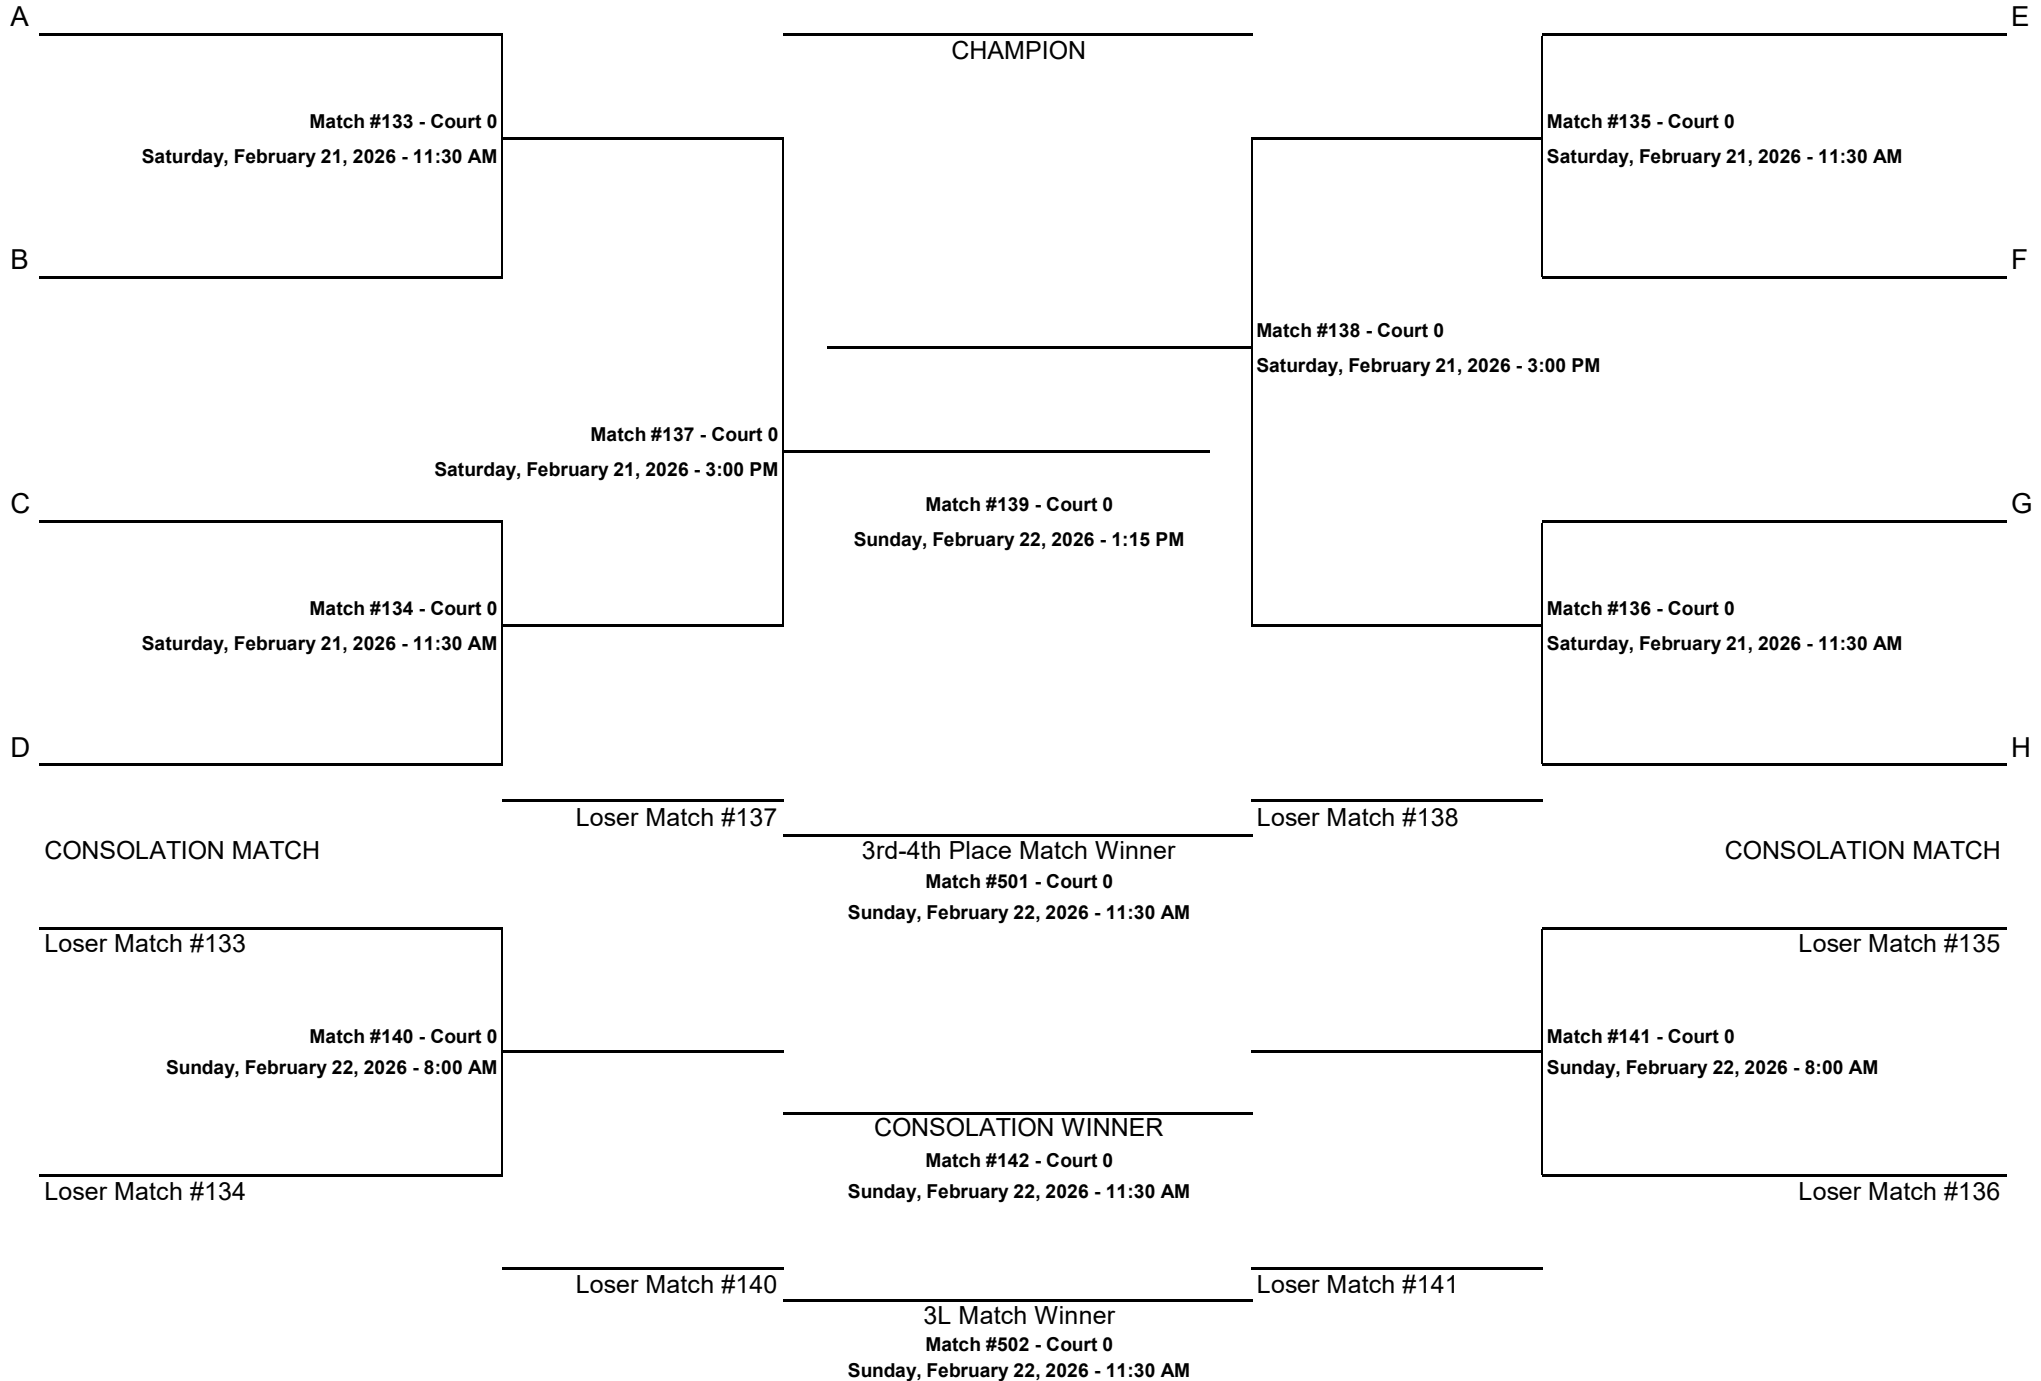 A
E
CHAMPION
Match #133 - Court 0
Saturday, February 21, 2026 - 11:30 AM
Match #135 - Court 0
Saturday, February 21, 2026 - 11:30 AM
B
F
Match #138 - Court 0
Saturday, February 21, 2026 - 3:00 PM
Match #137 - Court 0
Saturday, February 21, 2026 - 3:00 PM
C
G
Match #139 - Court 0
Sunday, February 22, 2026 - 1:15 PM
Match #134 - Court 0
Saturday, February 21, 2026 - 11:30 AM
Match #136 - Court 0
Saturday, February 21, 2026 - 11:30 AM
D
H
Loser Match #137
Loser Match #138
CONSOLATION MATCH
3rd-4th Place Match Winner
CONSOLATION MATCH
Match #501 - Court 0
Sunday, February 22, 2026 - 11:30 AM
Loser Match #133
Loser Match #135
Match #140 - Court 0
Sunday, February 22, 2026 - 8:00 AM
Match #141 - Court 0
Sunday, February 22, 2026 - 8:00 AM
CONSOLATION WINNER
Match #142 - Court 0
Sunday, February 22, 2026 - 11:30 AM
Loser Match #134
Loser Match #136
Loser Match #140
Loser Match #141
3L Match Winner
Match #502 - Court 0
Sunday, February 22, 2026 - 11:30 AM